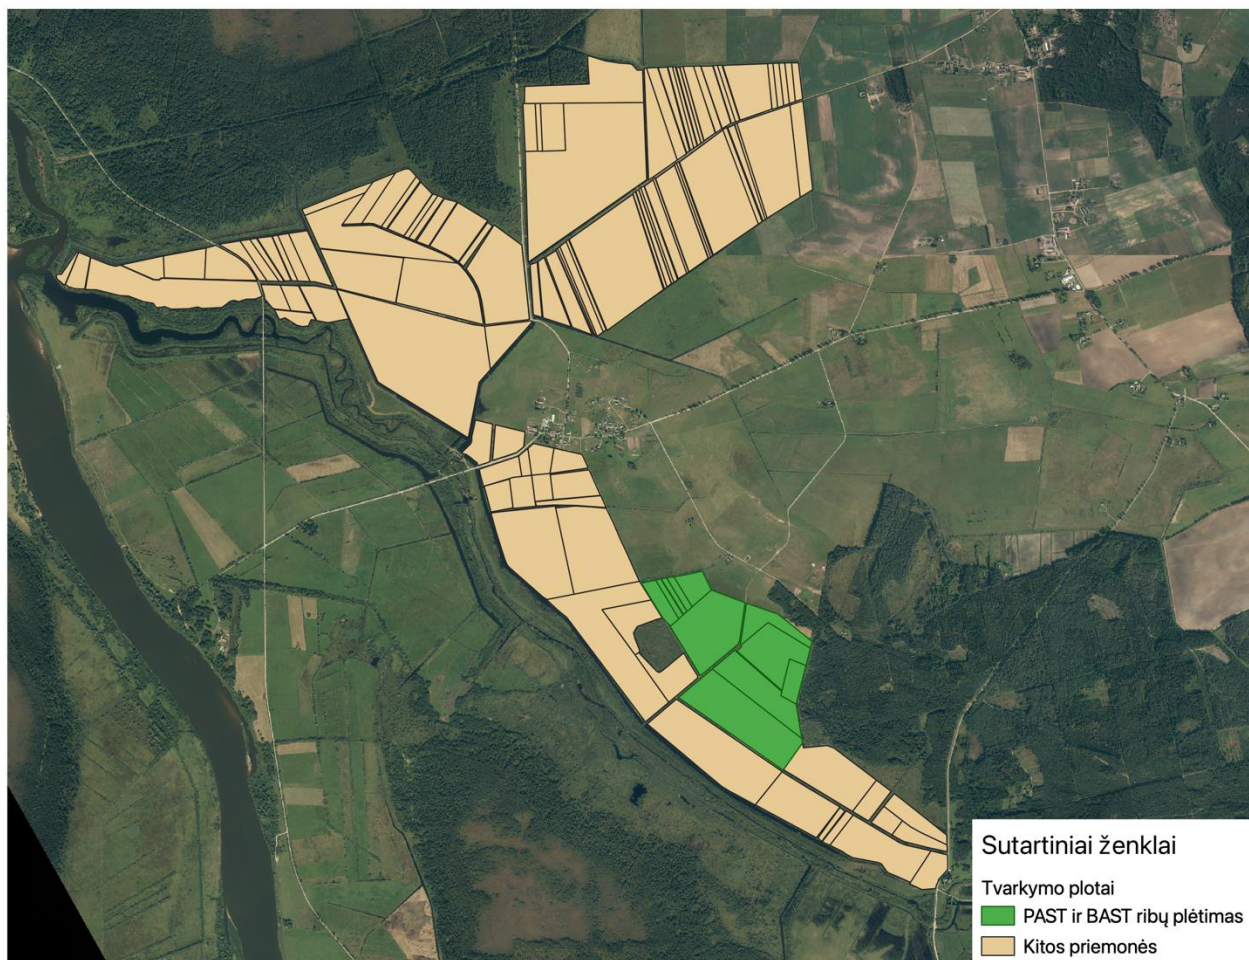 Sutartiniai ženklai
Tvarkymo plotai
PAST ir BAST ribų plėtimas
Kitos priemonės